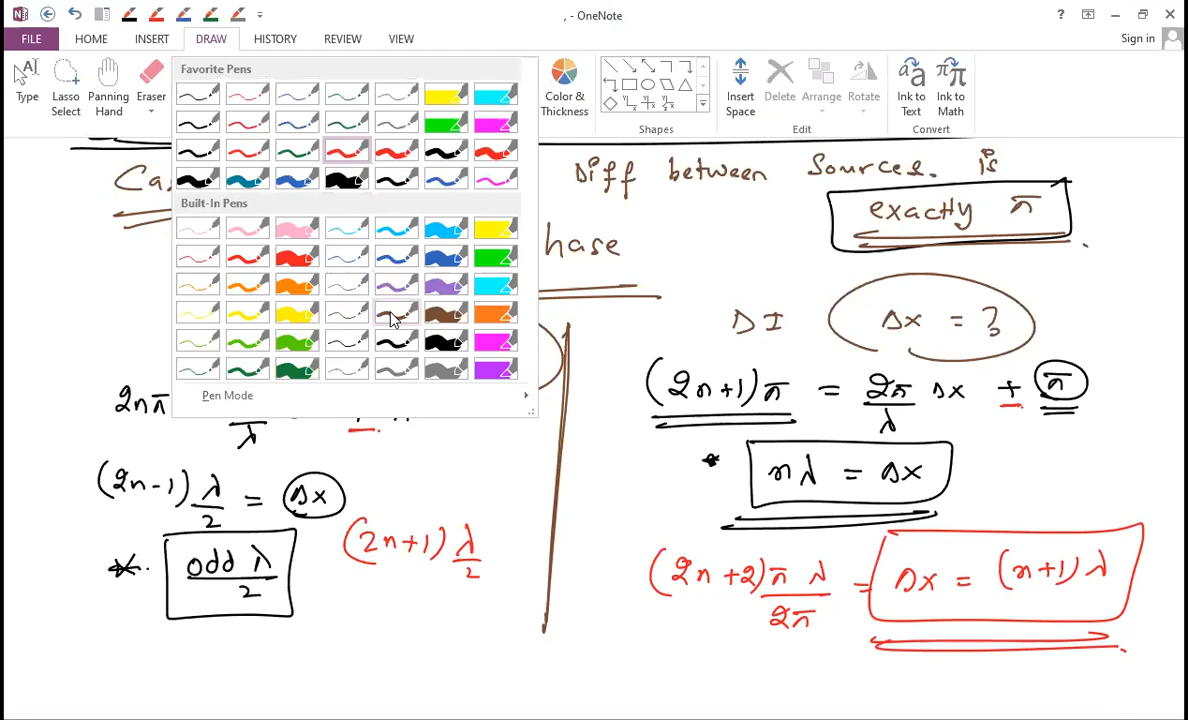 , - OneNote
?
FILE HOME INSERT DRAW HISTORY REVIEW VIEW
Sign in
Type
Lasso Select
Panning Hand
Eraser
Favorite Pens
Built-In Pens
Pen Mode
Color & Thickness
Shapes
Insert Space
Delete
Arrange
Rotate
Edit
Ink to Text
Ink to Math
Convert
Ca
Diff between Sources. is
exactly π
hase
DI Δx = ?
2nπ
λ
(2n-1) λ/2 = Δx
* odd λ/2
(2n+1) λ/2
(2n+1)π = 2π/λ Δx ± π
* nλ = Δx
(2n+2)π λ/2π = Δx = (n+1)λ